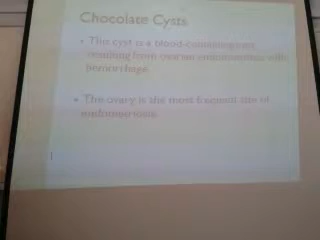 Chocolate Cysts
• This cyst is a blood-containing cyst
resulting from ovarian endometriosis with
hemorrhage.
• The ovary is the most frequent site of
endometriosis.